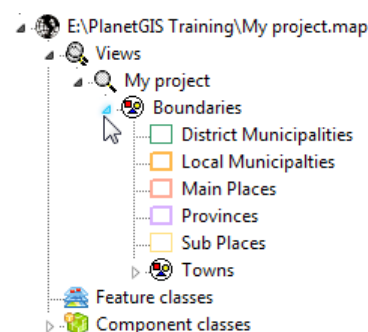 E:\PlanetGIS Training\My project.map
Views
My project
Boundaries
District Municipalities
Local Municipalties
Main Places
Provinces
Sub Places
Towns
Feature classes
Component classes